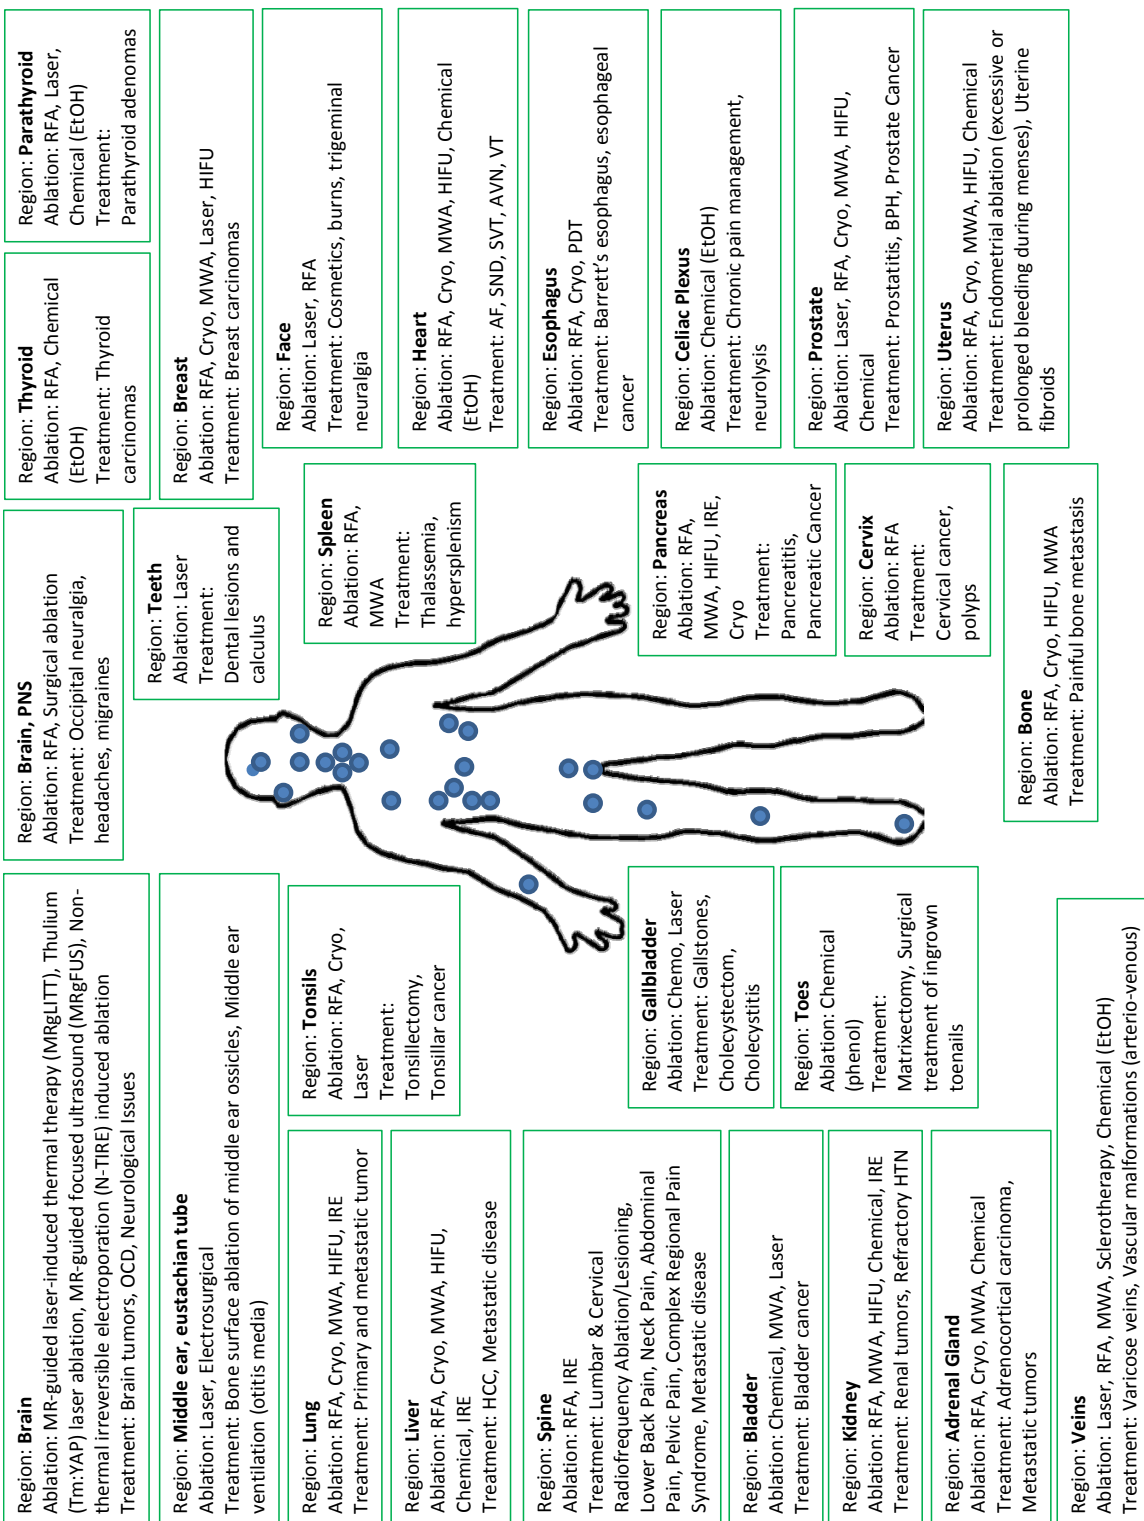 Region: Brain
Ablation: MR-guided laser-induced thermal therapy (MRgLITT), Thulium
(Tm:YAP) laser ablation, MR-guided focused ultrasound (MRgFUS), Non-
thermal irreversible electroporation (N-TIRE) induced ablation
Treatment: Brain tumors, OCD, Neurological Issues
Region: Brain, PNS
Ablation: RFA, Surgical ablation
Treatment: Occipital neuralgia,
headaches, migraines
Region: Thyroid
Ablation: RFA, Chemical
(EtOH)
Treatment: Thyroid
carcinomas
Region: Parathyroid
Ablation: RFA, Laser,
Chemical (EtOH)
Treatment:
Parathyroid adenomas
Region: Middle ear, eustachian tube
Ablation: Laser, Electrosurgical
Treatment: Bone surface ablation of middle ear ossicles, Middle ear
ventilation (otitis media)
Region: Teeth
Ablation: Laser
Treatment:
Dental lesions and
calculus
Region: Breast
Ablation: RFA, Cryo, MWA, Laser, HIFU
Treatment: Breast carcinomas
Region: Face
Ablation: Laser, RFA
Treatment: Cosmetics, burns, trigeminal
neuralgia
Region: Lung
Ablation: RFA, Cryo, MWA, HIFU, IRE
Treatment: Primary and metastatic tumor
Region: Tonsils
Ablation: RFA, Cryo,
Laser
Treatment:
Tonsillectomy,
Tonsillar cancer
Region: Spleen
Ablation: RFA,
MWA
Treatment:
Thalassemia,
hypersplenism
Region: Heart
Ablation: RFA, Cryo, MWA, HIFU, Chemical
(EtOH)
Treatment: AF, SND, SVT, AVN, VT
Region: Liver
Ablation: RFA, Cryo, MWA, HIFU,
Chemical, IRE
Treatment: HCC, Metastatic disease
Region: Esophagus
Ablation: RFA, Cryo, PDT
Treatment: Barrett's esophagus, esophageal
cancer
Region: Spine
Ablation: RFA, IRE
Treatment: Lumbar & Cervical
Radiofrequency Ablation/Lesioning,
Lower Back Pain, Neck Pain, Abdominal
Pain, Pelvic Pain, Complex Regional Pain
Syndrome, Metastatic disease
Region: Gallbladder
Ablation: Chemo, Laser
Treatment: Gallstones,
Cholecystectom,
Cholecystitis
Region: Pancreas
Ablation: RFA,
MWA, HIFU, IRE,
Cryo
Treatment:
Pancreatitis,
Pancreatic Cancer
Region: Celiac Plexus
Ablation: Chemical (EtOH)
Treatment: Chronic pain management,
neurolysis
Region: Bladder
Ablation: Chemical, MWA, Laser
Treatment: Bladder cancer
Region: Toes
Ablation: Chemical
(phenol)
Treatment:
Matrixectomy, Surgical
treatment of ingrown
toenails
Region: Prostate
Ablation: Laser, RFA, Cryo, MWA, HIFU,
Chemical
Treatment: Prostatitis, BPH, Prostate Cancer
Region: Kidney
Ablation: RFA, MWA, HIFU, Chemical, IRE
Treatment: Renal tumors, Refractory HTN
Region: Cervix
Ablation: RFA
Treatment:
Cervical cancer,
polyps
Region: Uterus
Ablation: RFA, Cryo, MWA, HIFU, Chemical
Treatment: Endometrial ablation (excessive or
prolonged bleeding during menses), Uterine
fibroids
Region: Adrenal Gland
Ablation: RFA, Cryo, MWA, Chemical
Treatment: Adrenocortical carcinoma,
Metastatic tumors
Region: Bone
Ablation: RFA, Cryo, HIFU, MWA
Treatment: Painful bone metastasis
Region: Veins
Ablation: Laser, RFA, MWA, Sclerotherapy, Chemical (EtOH)
Treatment: Varicose veins, Vascular malformations (arterio-venous)